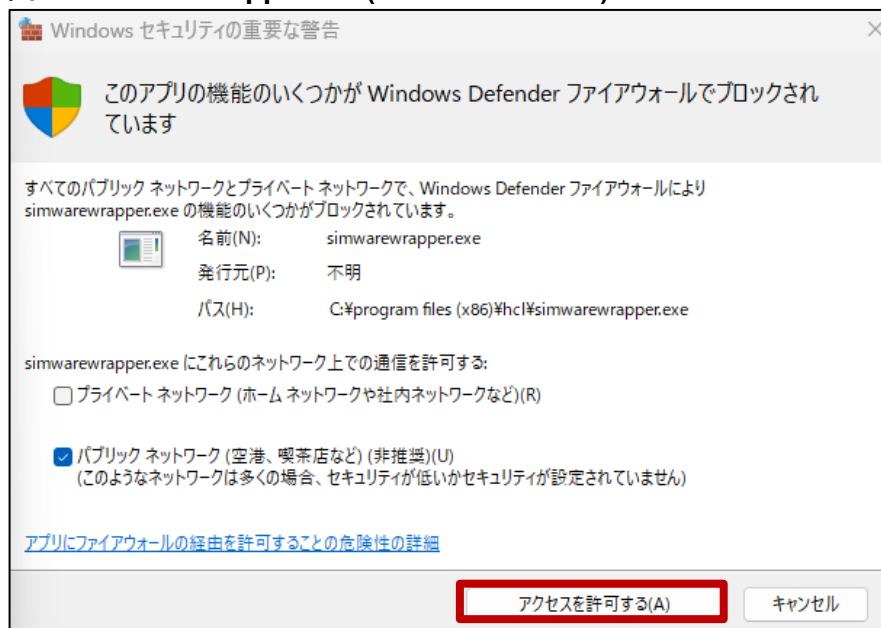 Windows セキュリティの重要な警告
このアプリの機能のいくつかが Windows Defender ファイアウォールでブロックされ
ています
すべてのパブリック ネットワークとプライベート ネットワークで、Windows Defender ファイアウォールにより
simwarewrapper.exe の機能のいくつかがブロックされています。
名前(N): simwarewrapper.exe
発行元(P): 不明
パス(H): C:¥program files (x86)¥hcl¥simwarewrapper.exe
simwarewrapper.exe にこれらのネットワーク上での通信を許可する:
プライベート ネットワーク (ホーム ネットワークや社内ネットワークなど)(R)
パブリック ネットワーク (空港、喫茶店など) (非推奨)(U)
(このようなネットワークは多くの場合、セキュリティが低いかセキュリティが設定されていません)
アプリにファイアウォールの経由を許可することの危険性の詳細
アクセスを許可する(A) キャンセル